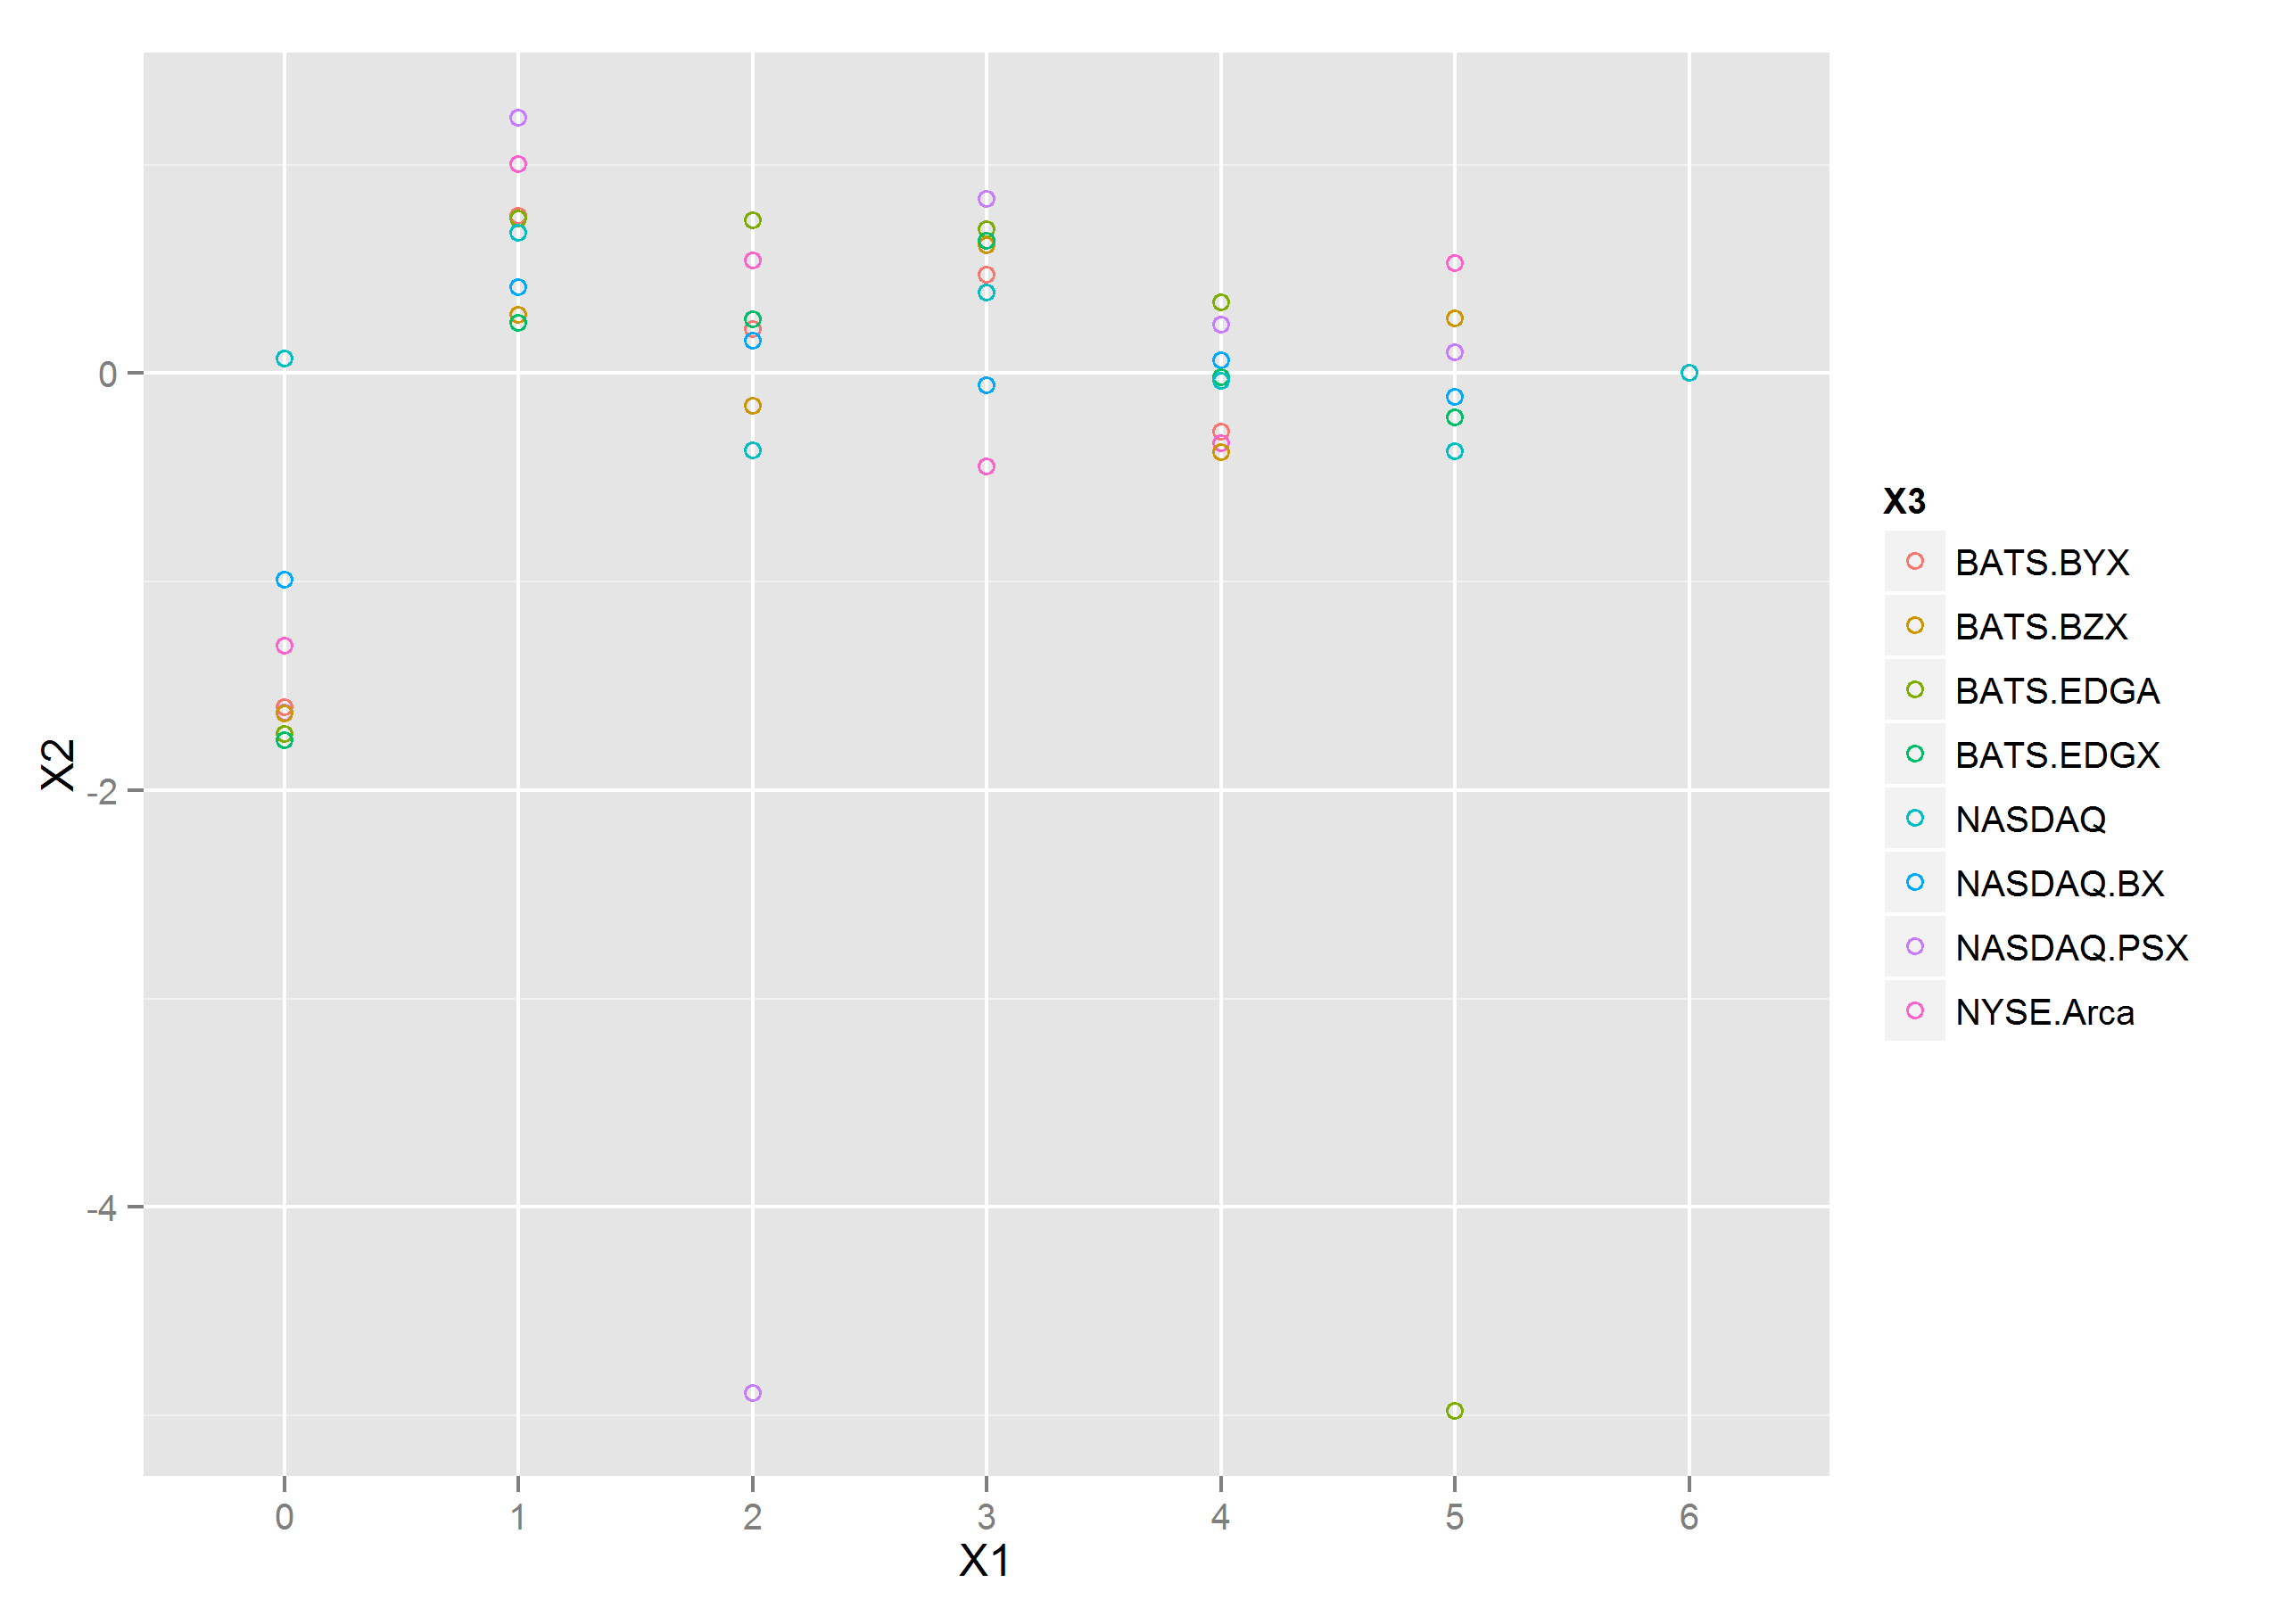 0
-2
-4
X2
0 1 2 3 4 5 6
X1
X3
BATS.BYX
BATS.BZX
BATS.EDGA
BATS.EDGX
NASDAQ
NASDAQ.BX
NASDAQ.PSX
NYSE.Arca